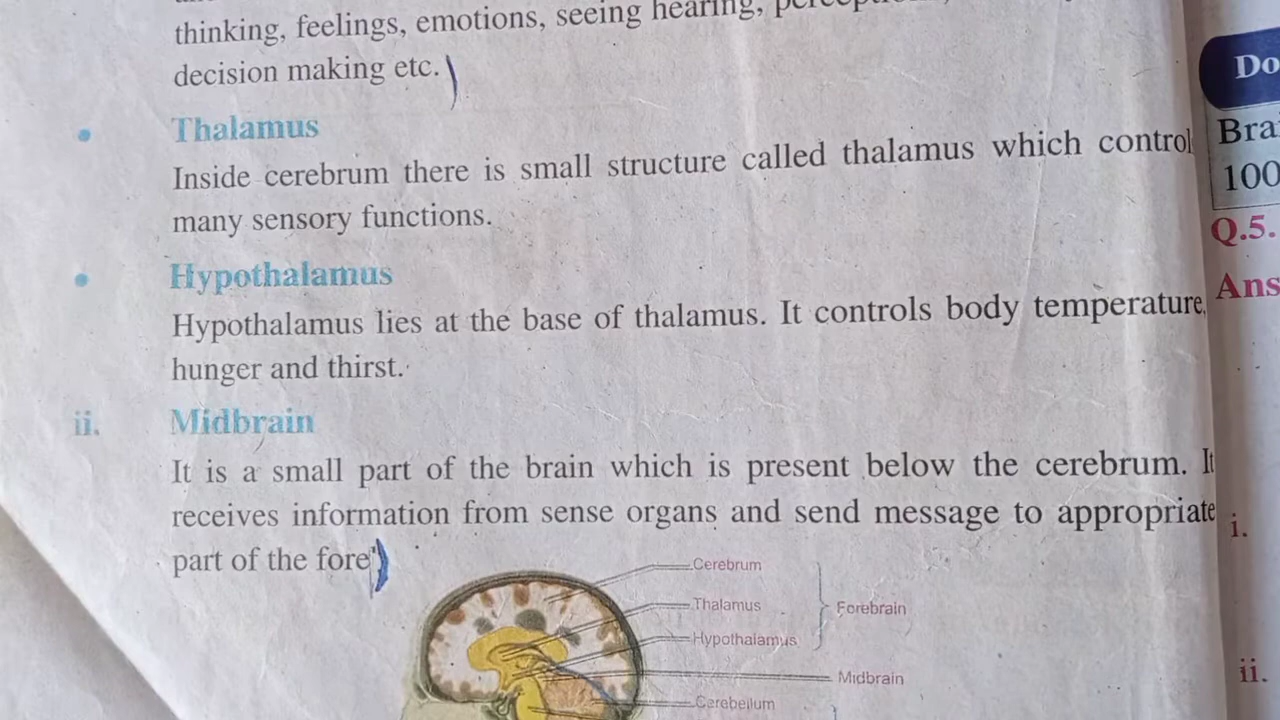 thinking, feelings, emotions, seeing hearing,
decision making etc.
• Thalamus
Inside cerebrum there is small structure called thalamus which control
many sensory functions.
• Hypothalamus
Hypothalamus lies at the base of thalamus. It controls body temperature,
hunger and thirst.
ii. Midbrain
It is a small part of the brain which is present below the cerebrum. It
receives information from sense organs and send message to appropriate
part of the fore
Cerebrum
Thalamus
Hypothalamus
Forebrain
Midbrain
Cerebellum
Do
Bra
100
Q.5.
Ans
i.
ii.